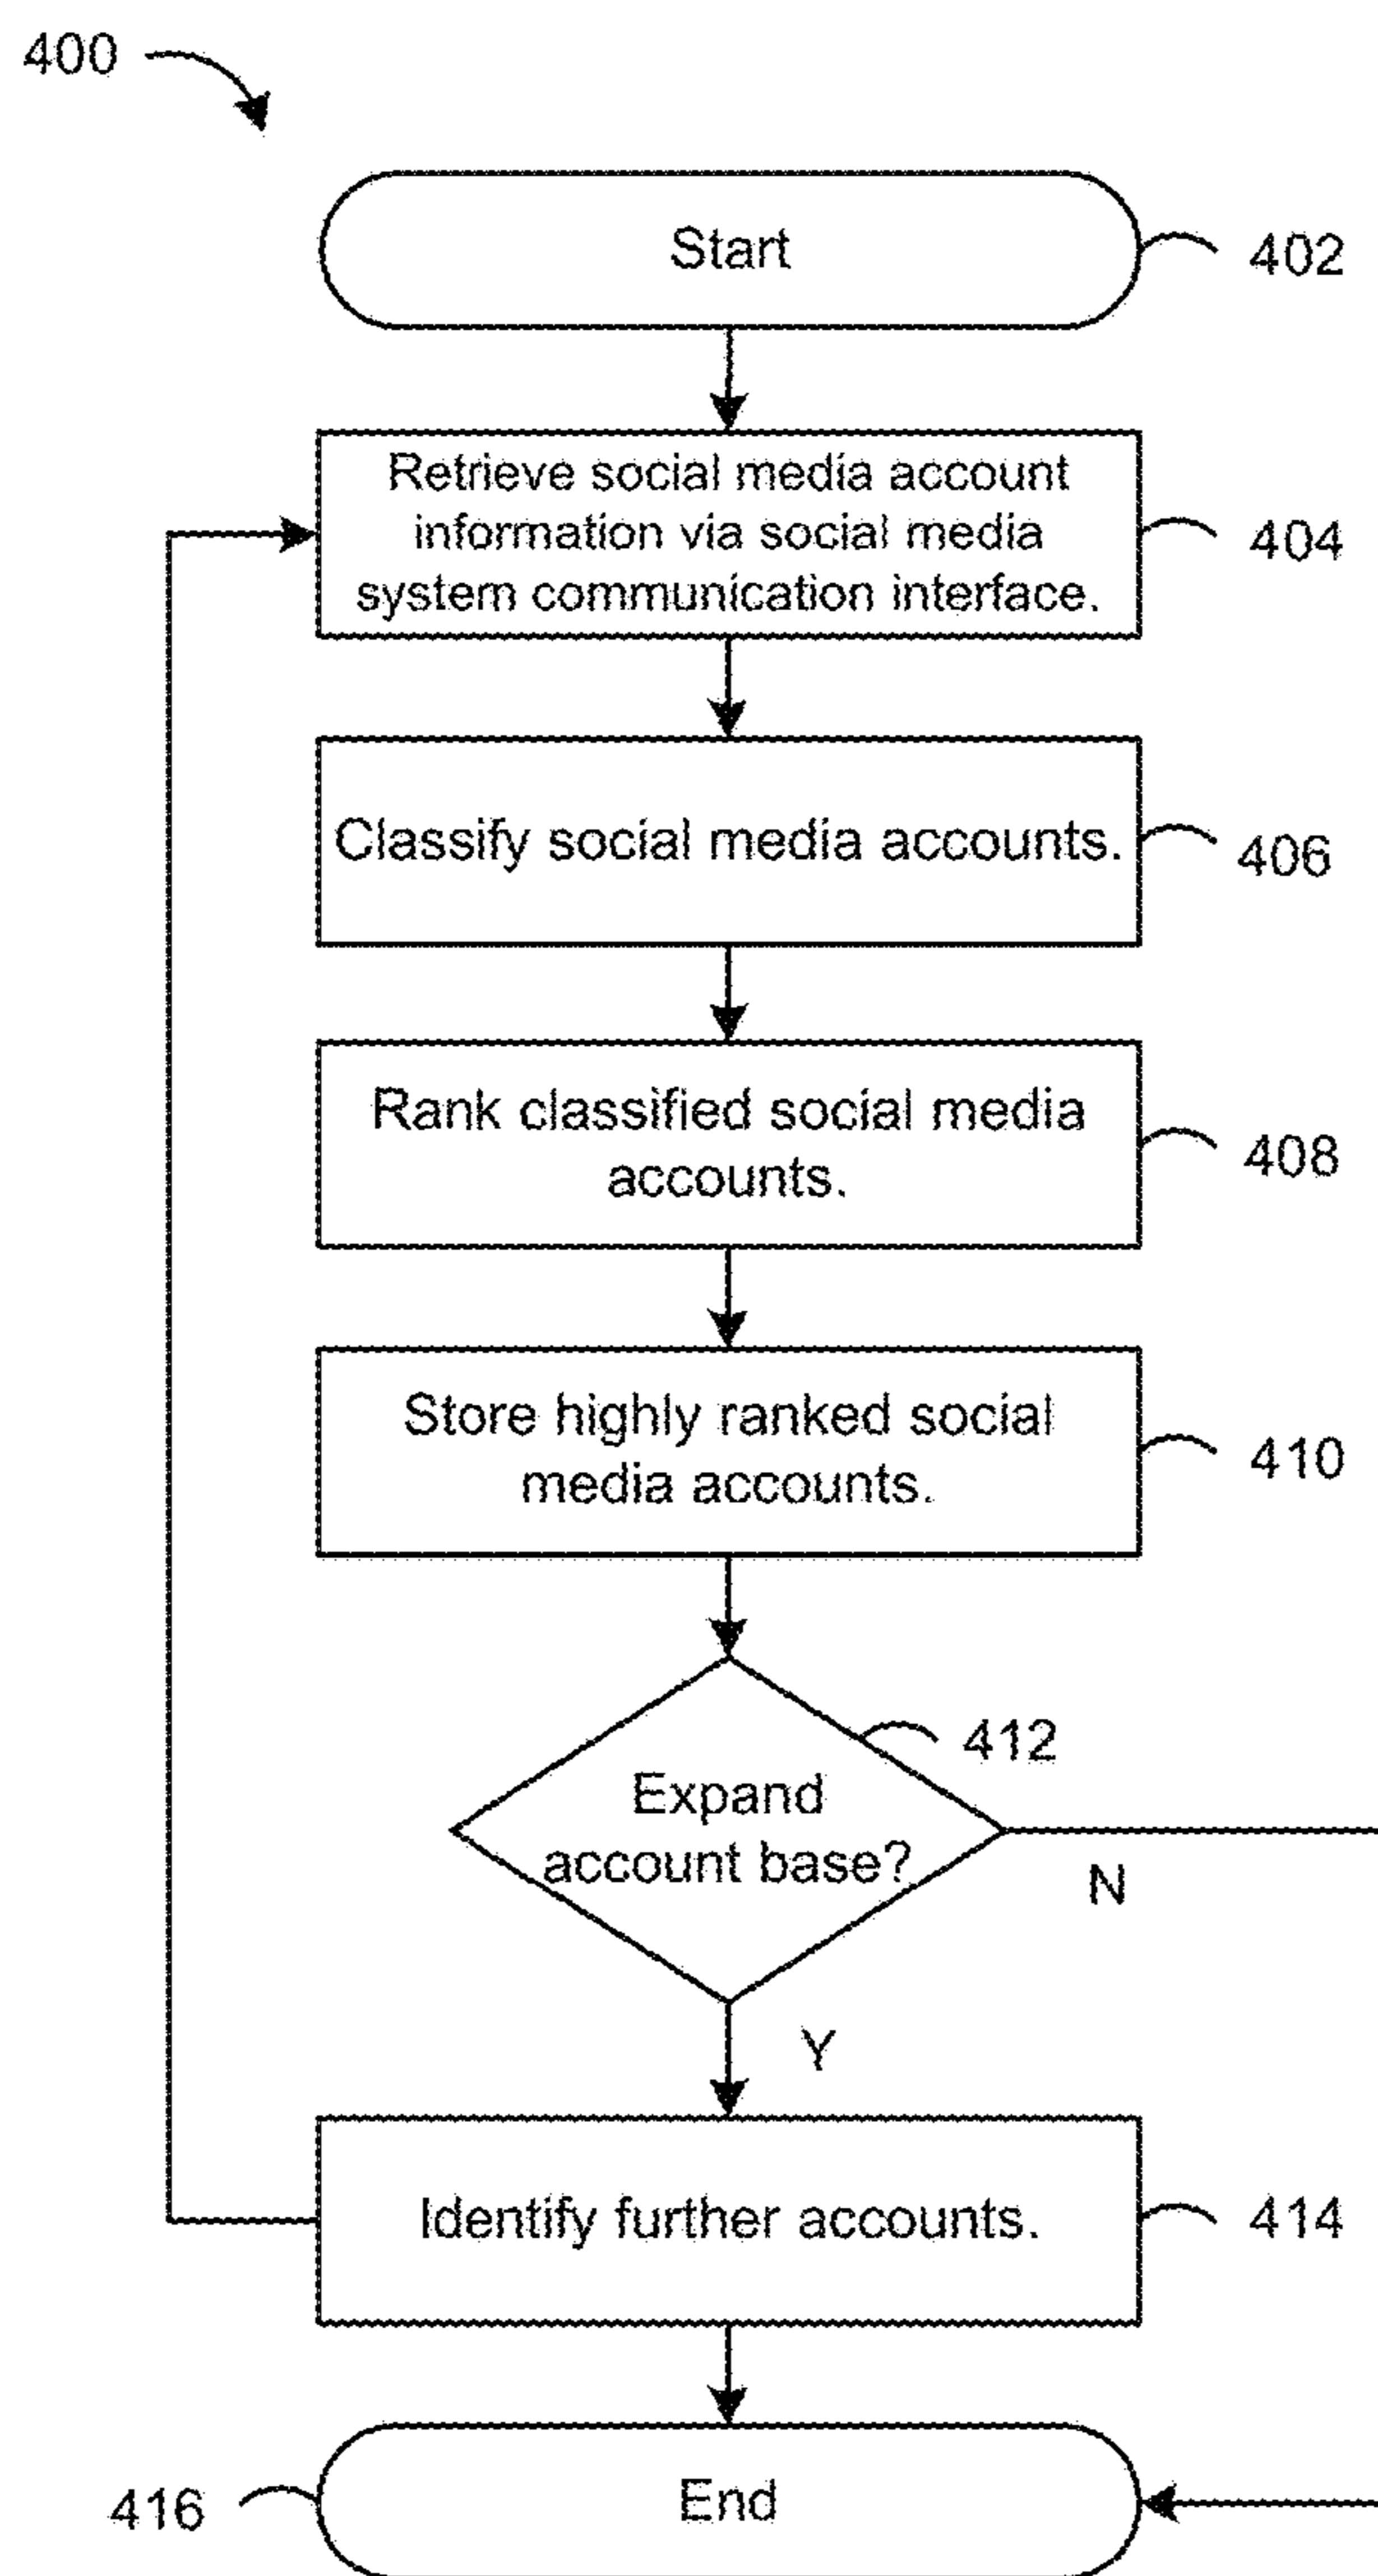 400
Start
402
Retrieve social media account
information via social media
system communication interface.
404
Classify social media accounts.
406
Rank classified social media
accounts.
408
Store highly ranked social
media accounts.
410
412
Expand
account base?
N
Y
Identify further accounts.
414
End
416